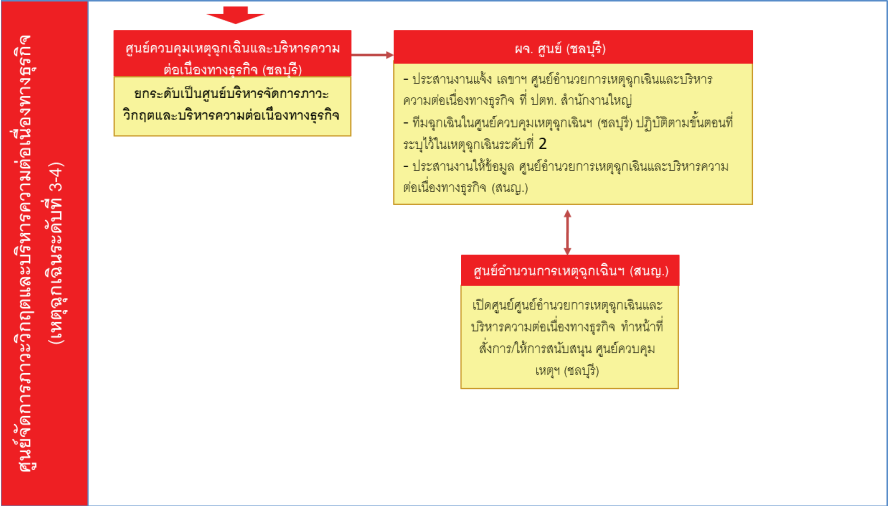 ศูนย์จัดการภาวะวิกฤตและบริหารความต่อเนื่องทางธุรกิจ
(เหตุฉุกเฉินระดับที่ 3-4)
ศูนย์ควบคุมเหตุฉุกเฉินและบริหารความ
ต่อเนื่องทางธุรกิจ (ชลบุรี)
ยกระดับเป็นศูนย์บริหารจัดการภาวะ
วิกฤตและบริหารความต่อเนื่องทางธุรกิจ
ผจ. ศูนย์ (ชลบุรี)
- ประสานงานแจ้ง เลขาฯ ศูนย์อำนวยการเหตุฉุกเฉินและบริหาร
ความต่อเนื่องทางธุรกิจ ที่ ปตท. สำนักงานใหญ่
- ทีมฉุกเฉินในศูนย์ควบคุมเหตุฉุกเฉินฯ (ชลบุรี) ปฏิบัติตามขั้นตอนที่
ระบุไว้ในเหตุฉุกเฉินระดับที่ 2
- ประสานงานให้ข้อมูล ศูนย์อำนวยการเหตุฉุกเฉินและบริหารความ
ต่อเนื่องทางธุรกิจ (สนญ.)
ศูนย์อำนวนการเหตุฉุกเฉินฯ (สนญ.)
เปิดศูนย์ศูนย์อำนวยการเหตุฉุกเฉินและ
บริหารความต่อเนื่องทางธุรกิจ ทำหน้าที่
สั่งการ/ให้การสนับสนุน ศูนย์ควบคุม
เหตุฯ (ชลบุรี)